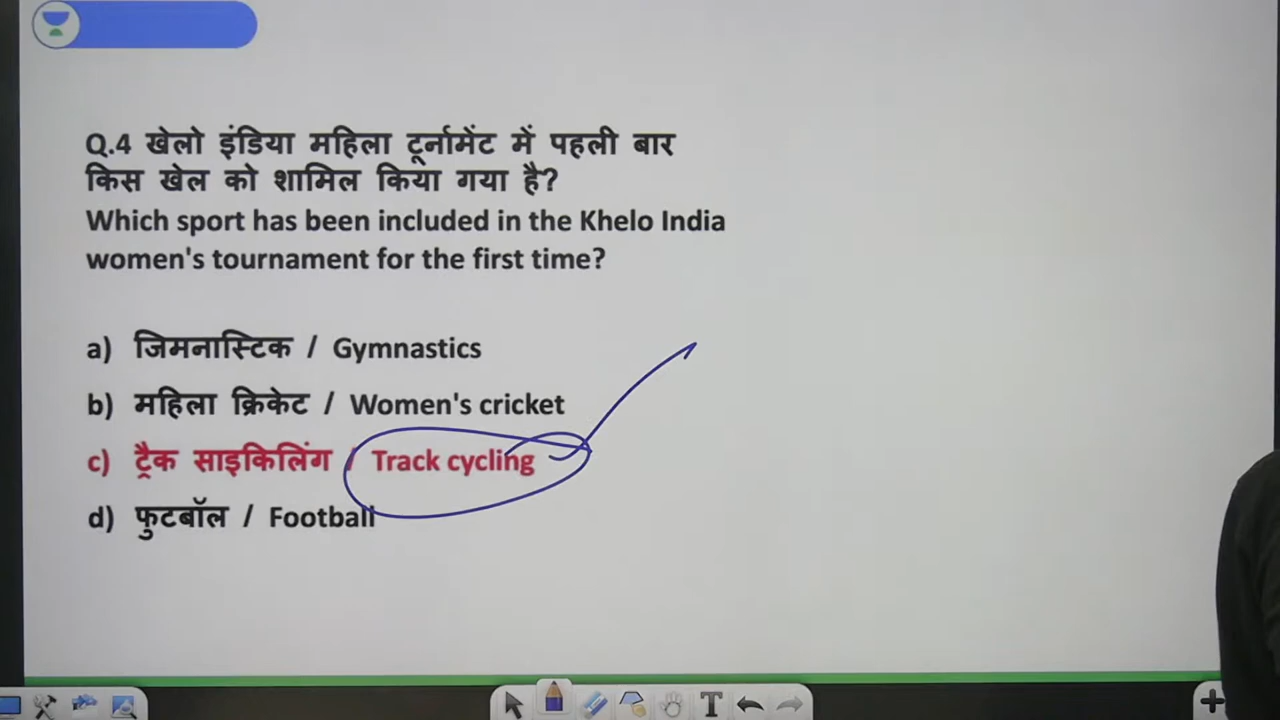 Q.4 खेलो इंडिया महिला टूर्नामेंट में पहली बार
किस खेल को शामिल किया गया है?
Which sport has been included in the Khelo India
women's tournament for the first time?
a) जिमनास्टिक / Gymnastics
b) महिला क्रिकेट / Women's cricket
c) ट्रैक साइकिलिंग / Track cycling
d) फुटबॉल / Football
T